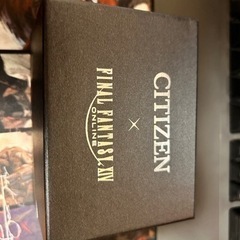 CITIZEN
×
FINAL FANTASY XIV
ONLINE